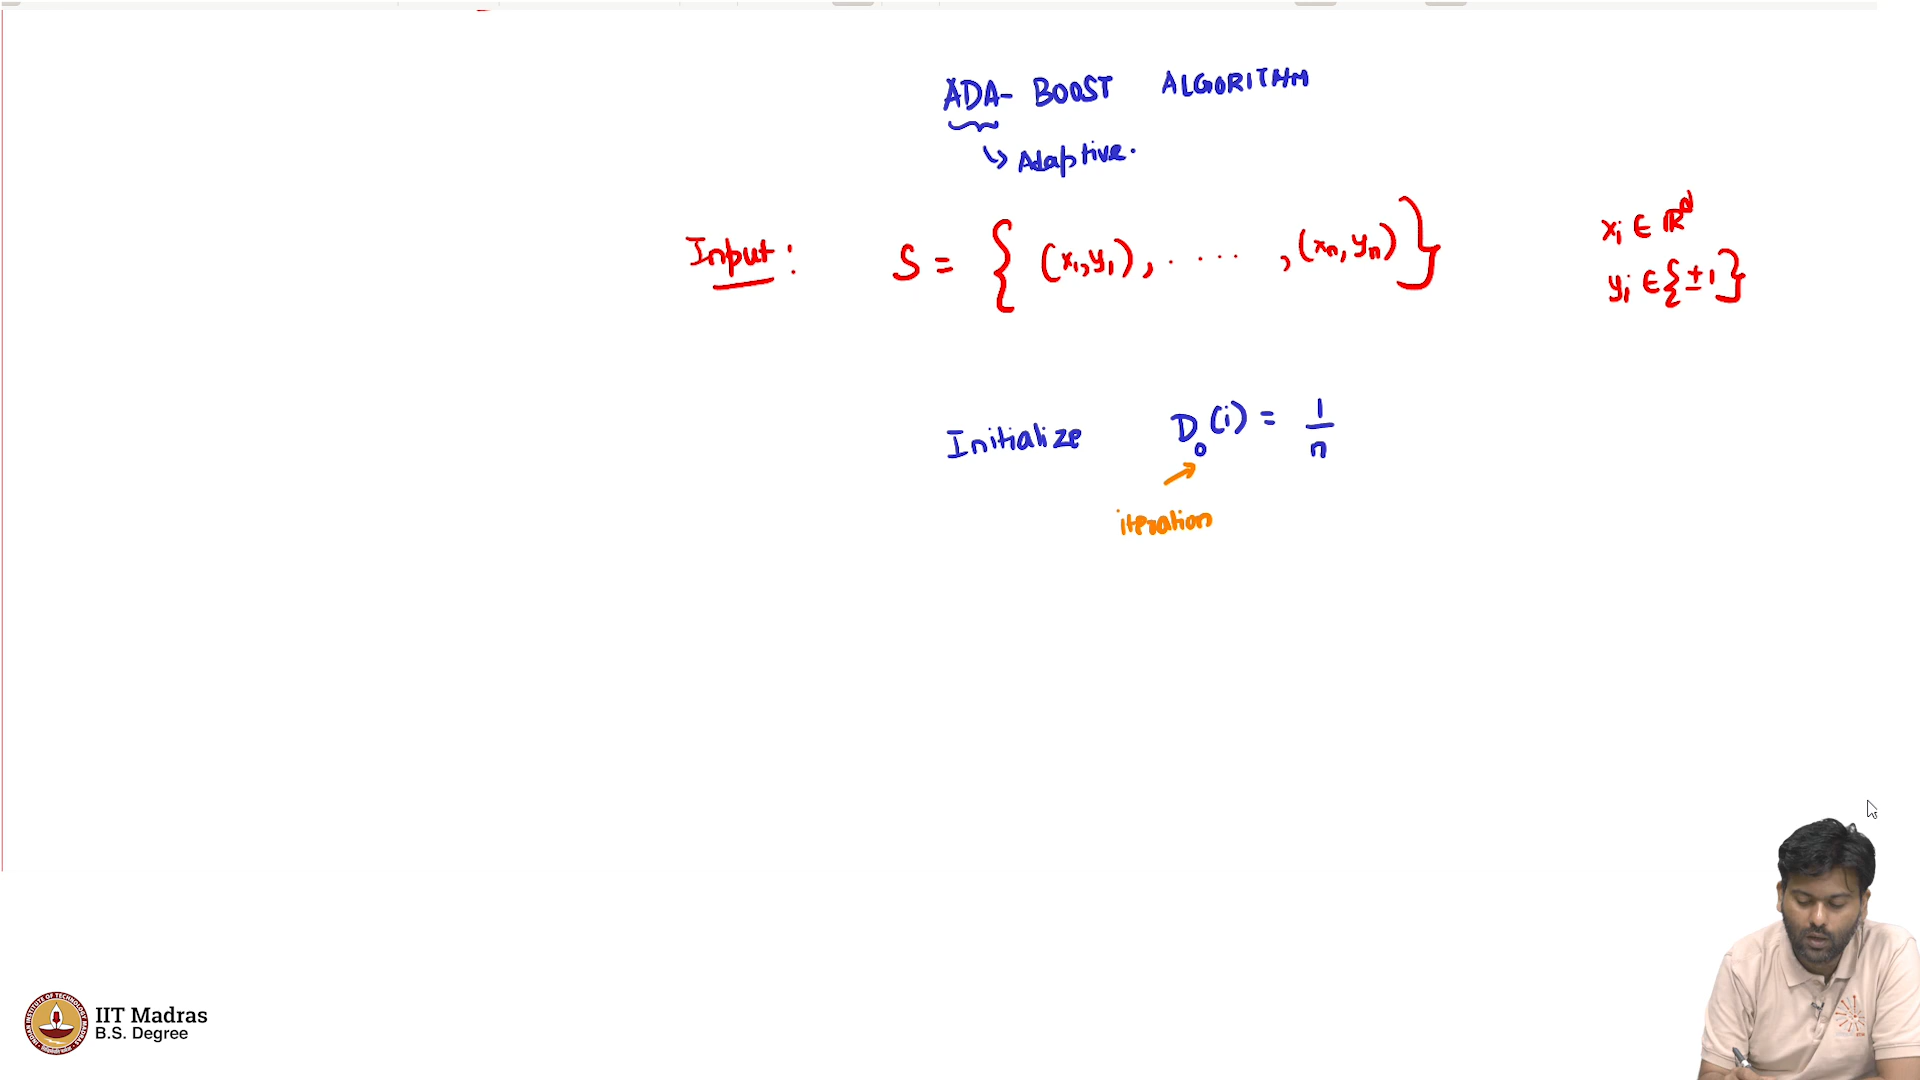 ADA- BOOST ALGORITHM
↳ Adaptive.
Input: S = { (x₁,y₁), ····· ,(xₙ,yₙ)} xᵢ ∈ ℝᵈ
yᵢ ∈ {±1}
Initialize D₀(i) = 1/n
iteration
IIT Madras
B.S. Degree